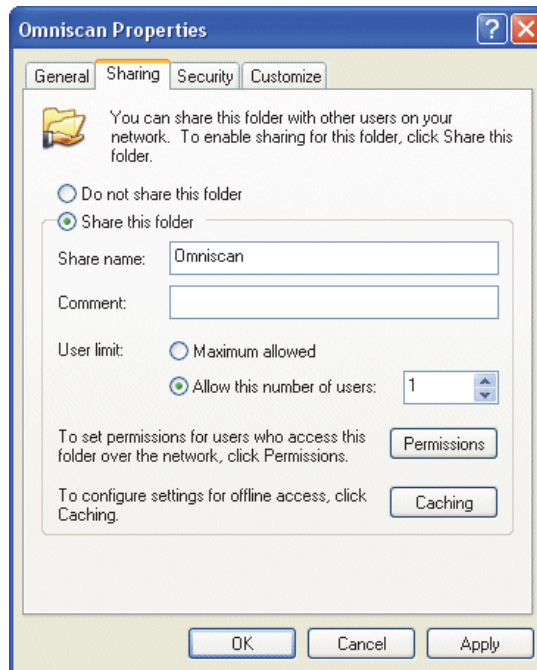 Omniscan Properties
General Sharing Security Customize
You can share this folder with other users on your
network. To enable sharing for this folder, click Share this
folder.
Do not share this folder
Share this folder
Share name: Omniscan
Comment:
User limit: Maximum allowed
Allow this number of users: 1
To set permissions for users who access this
folder over the network, click Permissions.
Permissions
To configure settings for offline access, click
Caching.
Caching
OK Cancel Apply